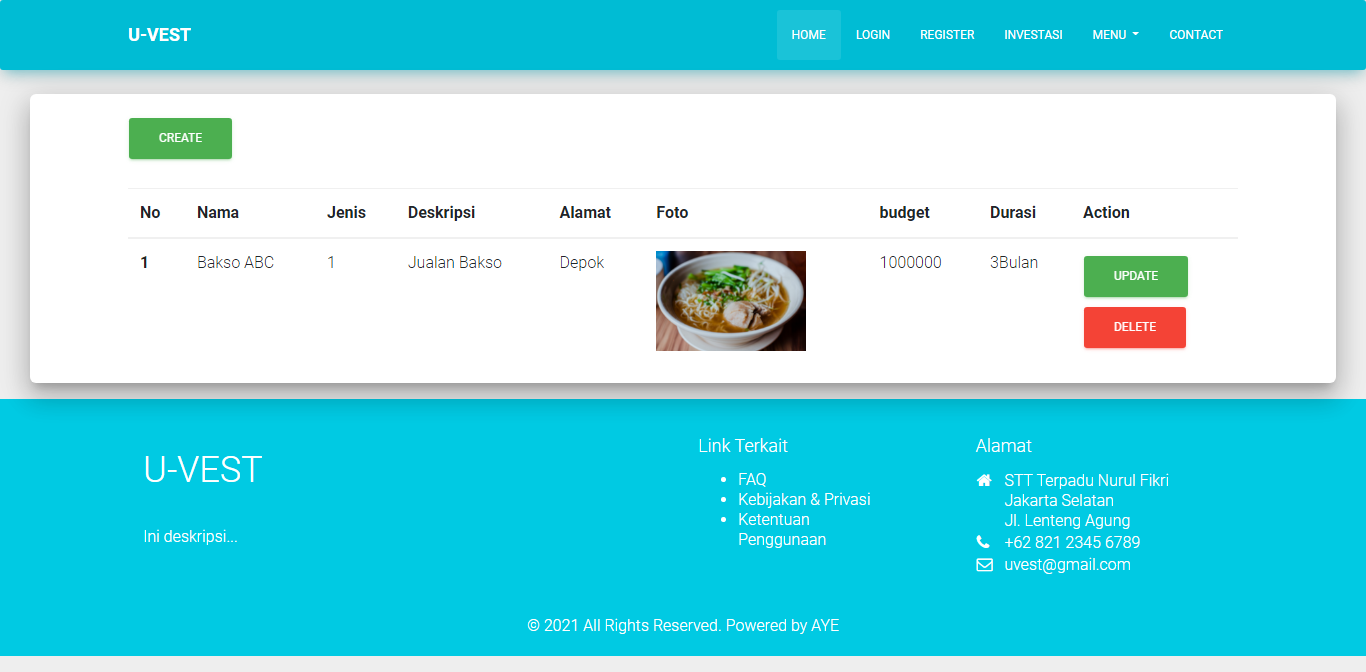 U-VEST
HOME LOGIN REGISTER INVESTASI MENU CONTACT
CREATE
No Nama Jenis Deskripsi Alamat Foto budget Durasi Action
1 Bakso ABC 1 Jualan Bakso Depok 1000000 3Bulan
UPDATE
DELETE
U-VEST
Ini deskripsi...
Link Terkait
FAQ
Kebijakan & Privasi
Ketentuan
Penggunaan
Alamat
STT Terpadu Nurul Fikri
Jakarta Selatan
Jl. Lenteng Agung
+62 821 2345 6789
uvest@gmail.com
© 2021 All Rights Reserved. Powered by AYE